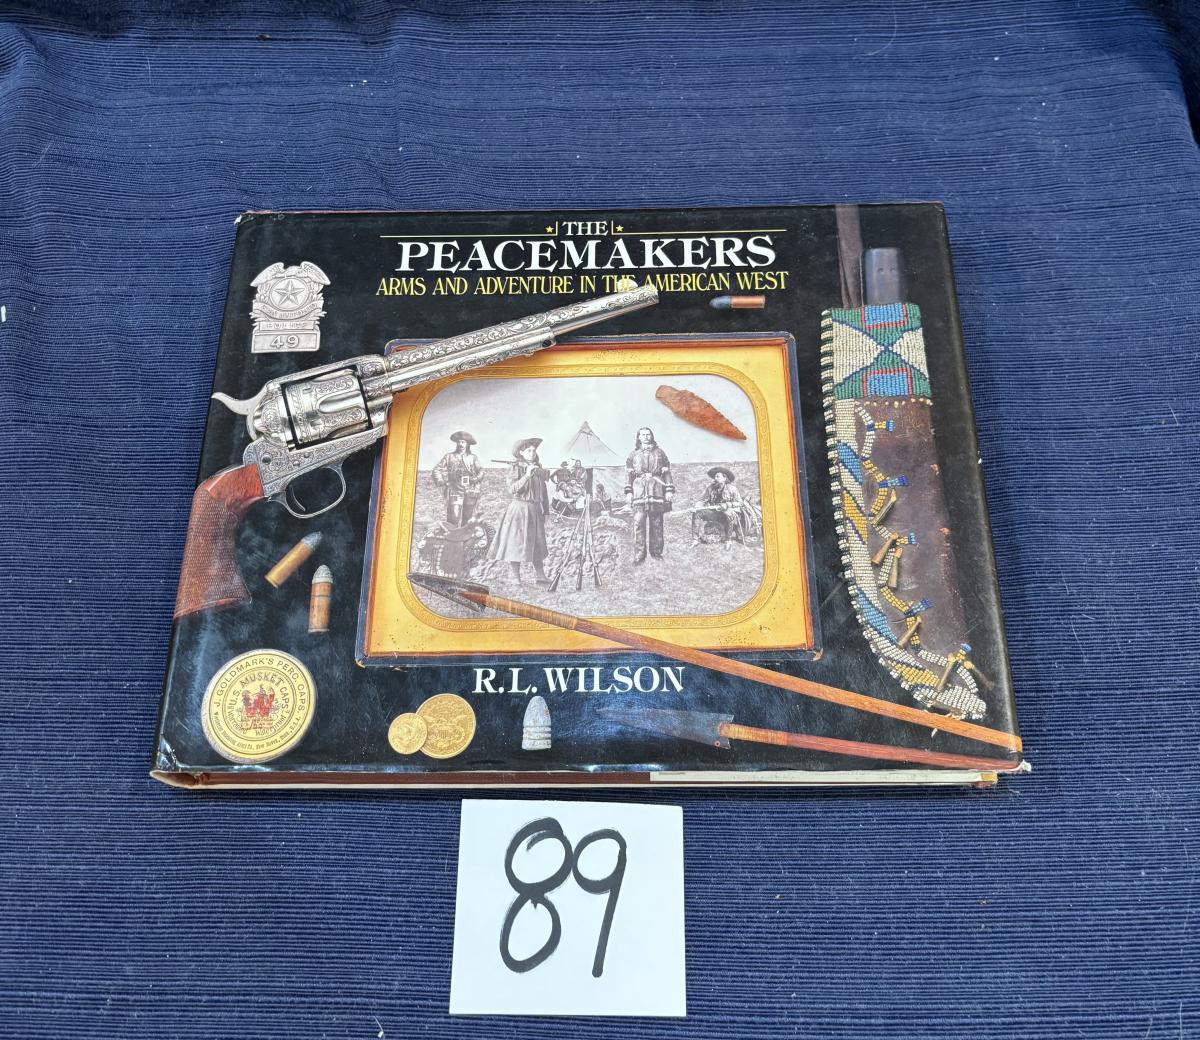 THE
PEACEMAKERS
ARMS AND ADVENTURE IN THE AMERICAN WEST
49
R.L. WILSON
J. GOLDMARK'S PERC. CAPS.
U.S. MUSKET CAPS
89